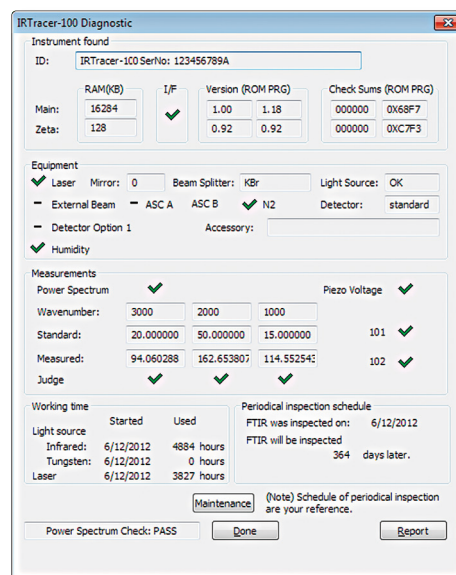 IRTracer-100 Diagnostic
Instrument found
ID: IRTracer-100 SerNo: 123456789A
RAM(KB) I/F Version (ROM PRG) Check Sums (ROM PRG)
Main: 16284 1.00 1.18 000000 0X68F7
Zeta: 128 0.92 0.92 000000 0XC7F3
Equipment
Laser Mirror: 0 Beam Splitter: KBr Light Source: OK
External Beam ASC A ASC B N2 Detector: standard
Detector Option 1 Accessory:
Humidity
Measurements
Power Spectrum Piezo Voltage
Wavenumber: 3000 2000 1000
Standard: 20.000000 50.000000 15.000000 101
Measured: 94.060288 162.653807 114.552543 102
Judge
Working time Periodical inspection schedule
Started Used FTIR was inspected on: 6/12/2012
Light source
FTIR will be inspected
Infrared: 6/12/2012 4884 hours
364 days later.
Tungsten: 6/12/2012 0 hours
Laser 6/12/2012 3827 hours
Maintenance (Note) Schedule of periodical inspection
are your reference.
Power Spectrum Check: PASS Done Report